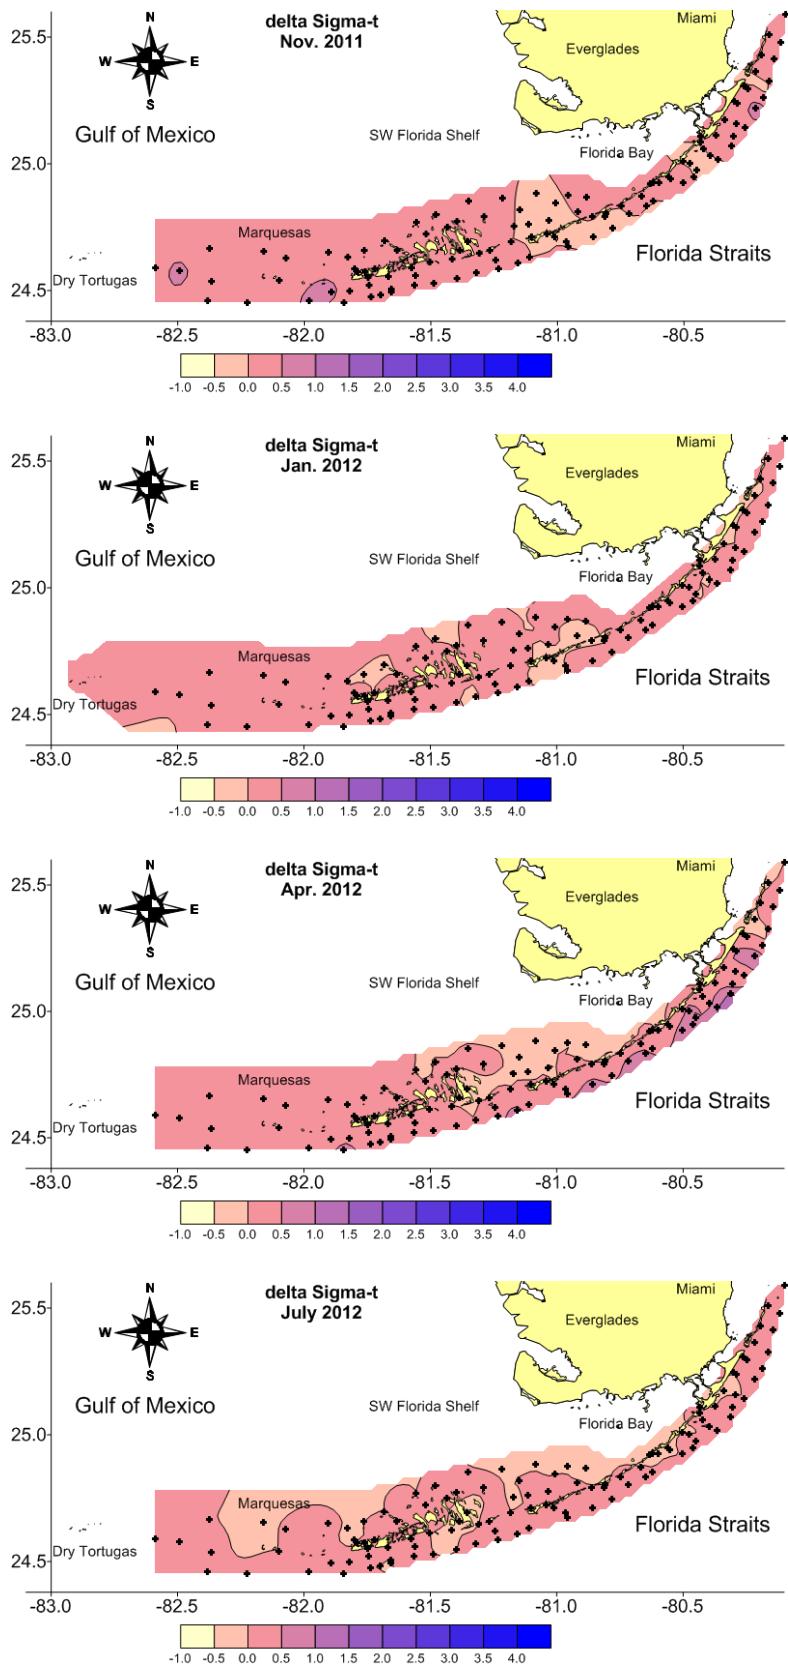 delta Sigma-t
Nov. 2011
N
W
E
S
Gulf of Mexico
SW Florida Shelf
Everglades
Miami
Florida Bay
Marquesas
Dry Tortugas
Florida Straits
25.5
25.0
24.5
-83.0 -82.5 -82.0 -81.5 -81.0 -80.5
-1.0 -0.5 0.0 0.5 1.0 1.5 2.0 2.5 3.0 3.5 4.0
delta Sigma-t
Jan. 2012
N
W
E
S
Gulf of Mexico
SW Florida Shelf
Everglades
Miami
Florida Bay
Marquesas
Dry Tortugas
Florida Straits
25.5
25.0
24.5
-83.0 -82.5 -82.0 -81.5 -81.0 -80.5
-1.0 -0.5 0.0 0.5 1.0 1.5 2.0 2.5 3.0 3.5 4.0
delta Sigma-t
Apr. 2012
N
W
E
S
Gulf of Mexico
SW Florida Shelf
Everglades
Miami
Florida Bay
Marquesas
Dry Tortugas
Florida Straits
25.5
25.0
24.5
-83.0 -82.5 -82.0 -81.5 -81.0 -80.5
-1.0 -0.5 0.0 0.5 1.0 1.5 2.0 2.5 3.0 3.5 4.0
delta Sigma-t
July 2012
N
W
E
S
Gulf of Mexico
SW Florida Shelf
Everglades
Miami
Florida Bay
Marquesas
Dry Tortugas
Florida Straits
25.5
25.0
24.5
-83.0 -82.5 -82.0 -81.5 -81.0 -80.5
-1.0 -0.5 0.0 0.5 1.0 1.5 2.0 2.5 3.0 3.5 4.0